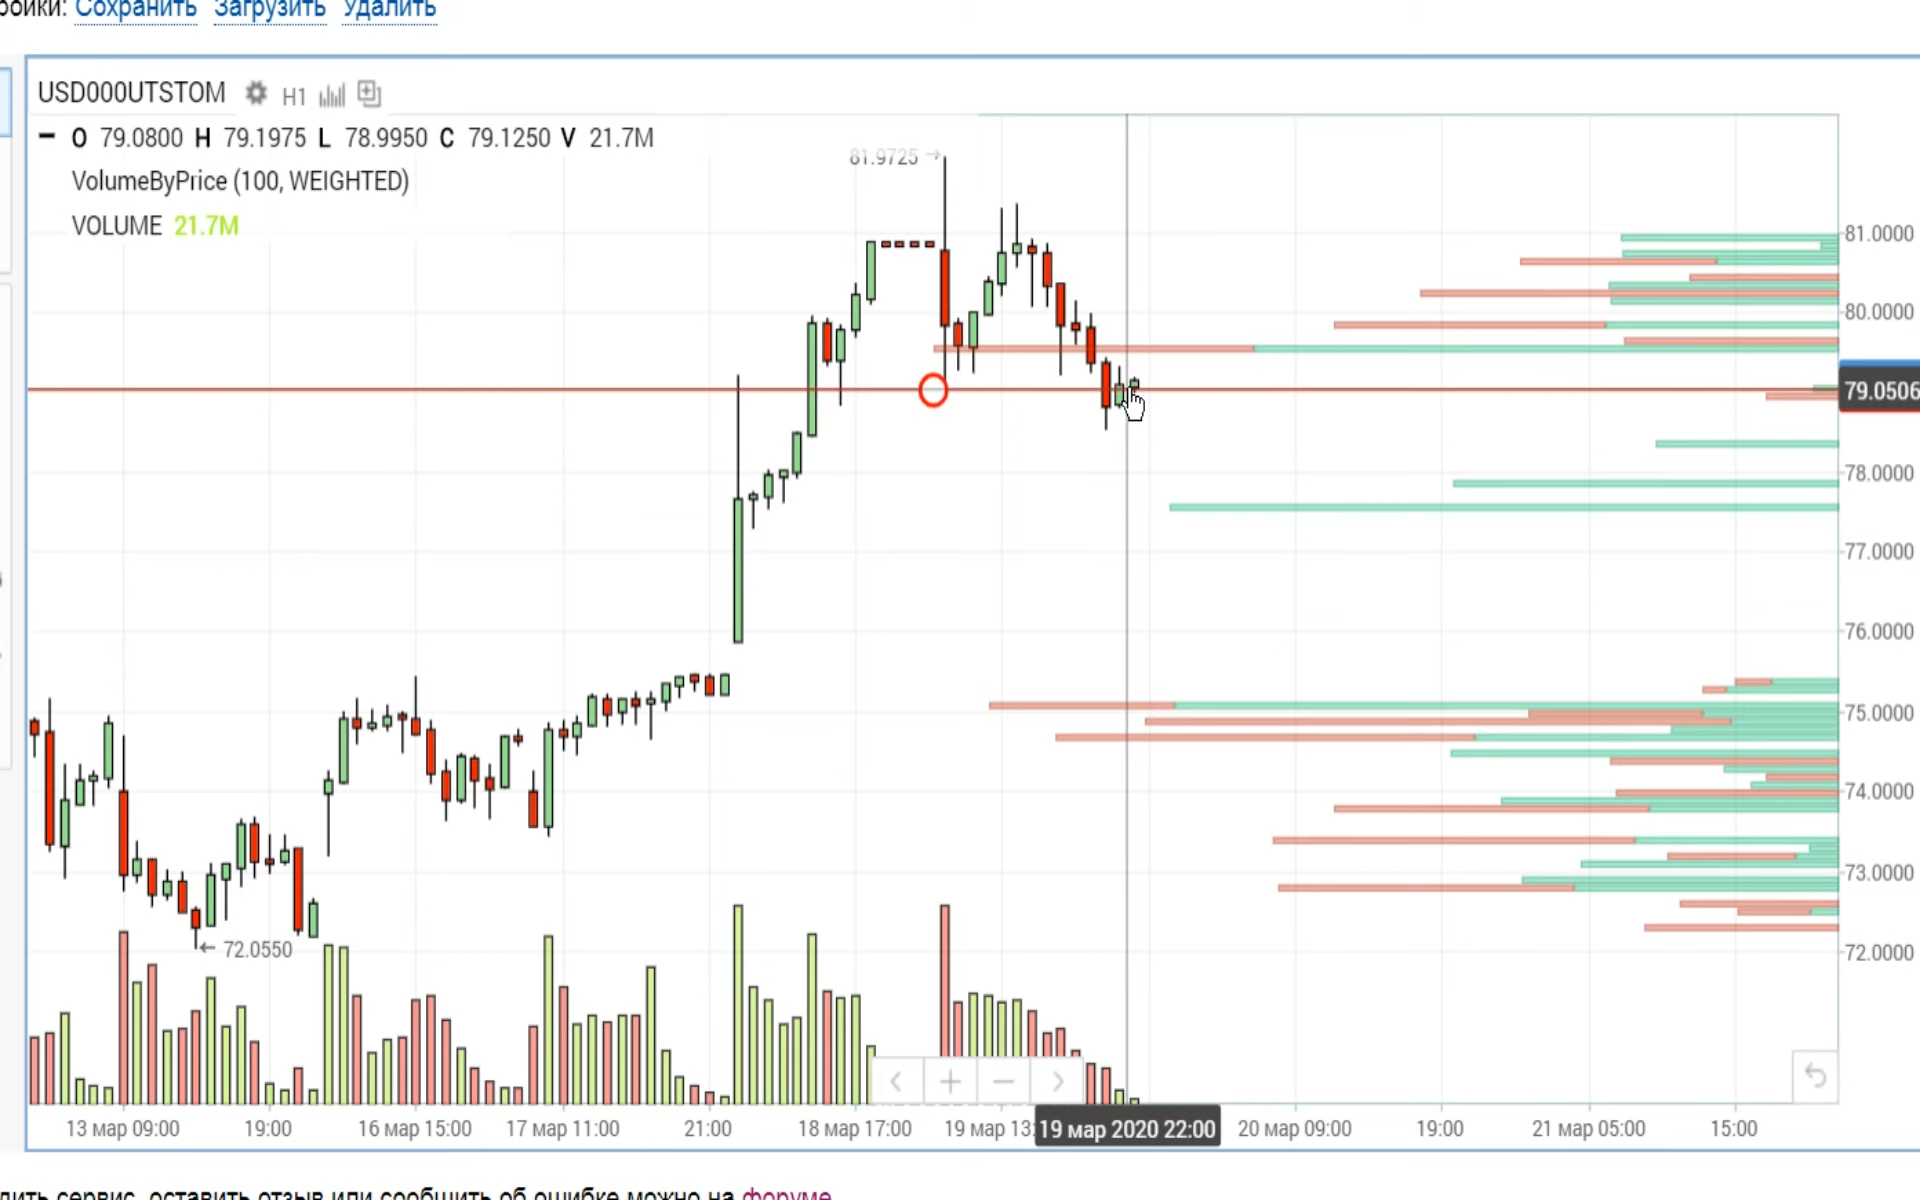 ройки: Сохранить Загрузить Удалить
USD000UTSTOM H1
O 79.0800 H 79.1975 L 78.9950 C 79.1250 V 21.7M
VolumeByPrice (100, WEIGHTED)
VOLUME 21.7M
81.9725 →
81.0000
80.0000
79.0506
78.0000
77.0000
76.0000
75.0000
74.0000
73.0000
72.0000
← 72.0550
13 мар 09:00 19:00 16 мар 15:00 17 мар 11:00 21:00 18 мар 17:00 19 мар 13: 19 мар 2020 22:00 20 мар 09:00 19:00 21 мар 05:00 15:00
дить сервис, оставить отзыв или сообщить об ошибке можно на форуме